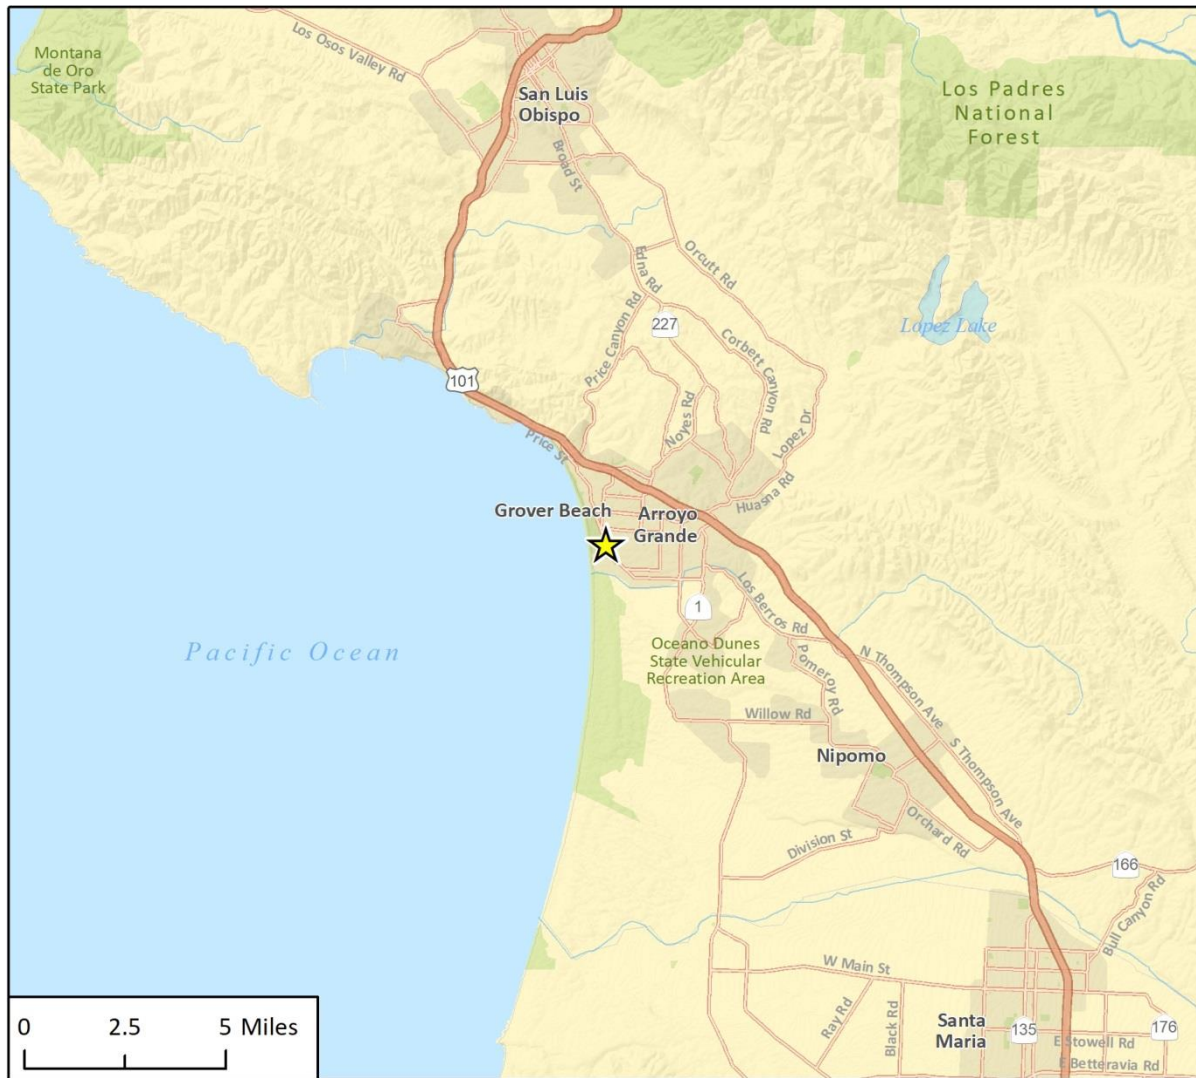 Montana
de Oro
State Park
Los Osos Valley Rd
San Luis
Obispo
Los Padres
National
Forest
Broad St
Edna Rd
Orcutt Rd
Price Canyon Rd
227
Lopez Lake
Corbett Canyon Rd
101
Noyes Rd
Lopez Dr
Price St
Huasna Rd
Grover Beach
Arroyo
Grande
Los Berros Rd
1
Oceano Dunes
State Vehicular
Recreation Area
Pacific Ocean
Pomeroy Rd
N Thompson Ave
Willow Rd
Nipomo
S Thompson Ave
Orchard Rd
Division St
166
Bull Canyon Rd
W Main St
Ray Rd
Black Rd
Santa
Maria
135
176
E Stowell Rd
E Betteravia Rd
0 2.5 5 Miles